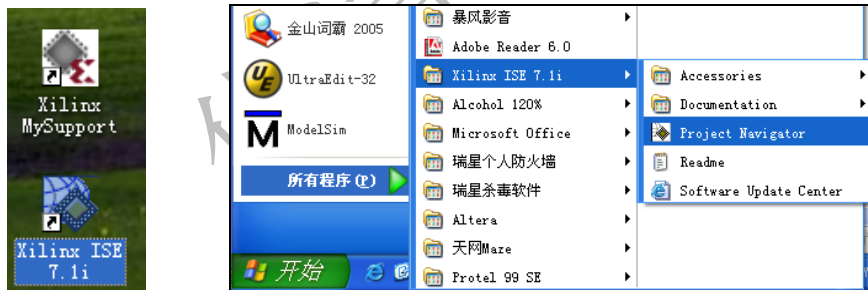 Xilinx
MySupport
Xilinx ISE
7.1i
金山词霸 2005
UltraEdit-32
ModelSim
所有程序(P)
开始
暴风影音
Adobe Reader 6.0
Xilinx ISE 7.1i
Alcohol 120%
Microsoft Office
瑞星个人防火墙
瑞星杀毒软件
Altera
天网Maze
Protel 99 SE
Accessories
Documentation
Project Navigator
Readme
Software Update Center